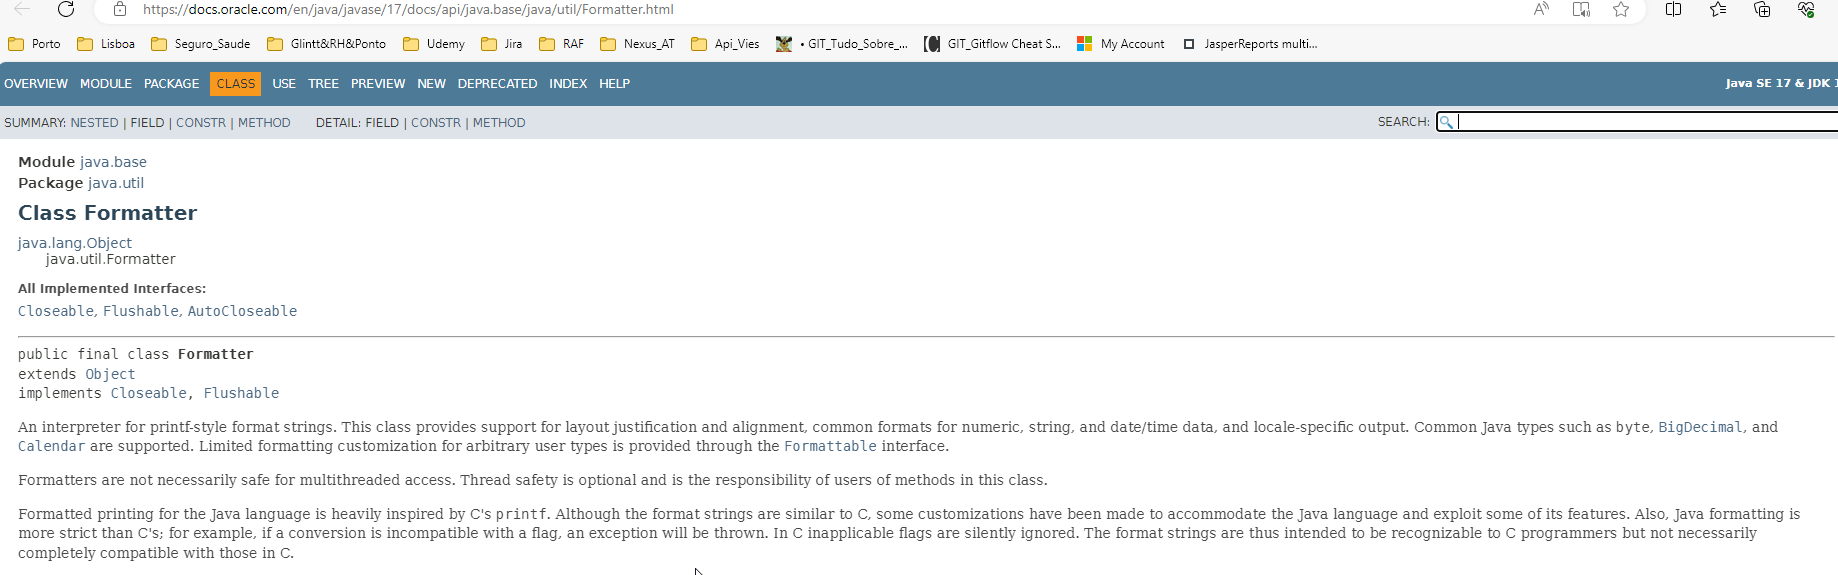 https://docs.oracle.com/en/java/javase/17/docs/api/java.base/java/util/Formatter.html
Porto Lisboa Seguro_Saude Glintt&RH&Ponto Udemy Jira RAF Nexus_AT Api_Vies • GIT_Tudo_Sobre_... GIT_Gitflow Cheat S... My Account JasperReports multi...
OVERVIEW MODULE PACKAGE CLASS USE TREE PREVIEW NEW DEPRECATED INDEX HELP Java SE 17 & JDK 1
SUMMARY: NESTED | FIELD | CONSTR | METHOD DETAIL: FIELD | CONSTR | METHOD SEARCH:
Module java.base
Package java.util
Class Formatter
java.lang.Object
java.util.Formatter
All Implemented Interfaces:
Closeable, Flushable, AutoCloseable
public final class Formatter
extends Object
implements Closeable, Flushable
An interpreter for printf-style format strings. This class provides support for layout justification and alignment, common formats for numeric, string, and date/time data, and locale-specific output. Common Java types such as byte, BigDecimal, and
Calendar are supported. Limited formatting customization for arbitrary user types is provided through the Formattable interface.
Formatters are not necessarily safe for multithreaded access. Thread safety is optional and is the responsibility of users of methods in this class.
Formatted printing for the Java language is heavily inspired by C's printf. Although the format strings are similar to C, some customizations have been made to accommodate the Java language and exploit some of its features. Also, Java formatting is
more strict than C's; for example, if a conversion is incompatible with a flag, an exception will be thrown. In C inapplicable flags are silently ignored. The format strings are thus intended to be recognizable to C programmers but not necessarily
completely compatible with those in C.